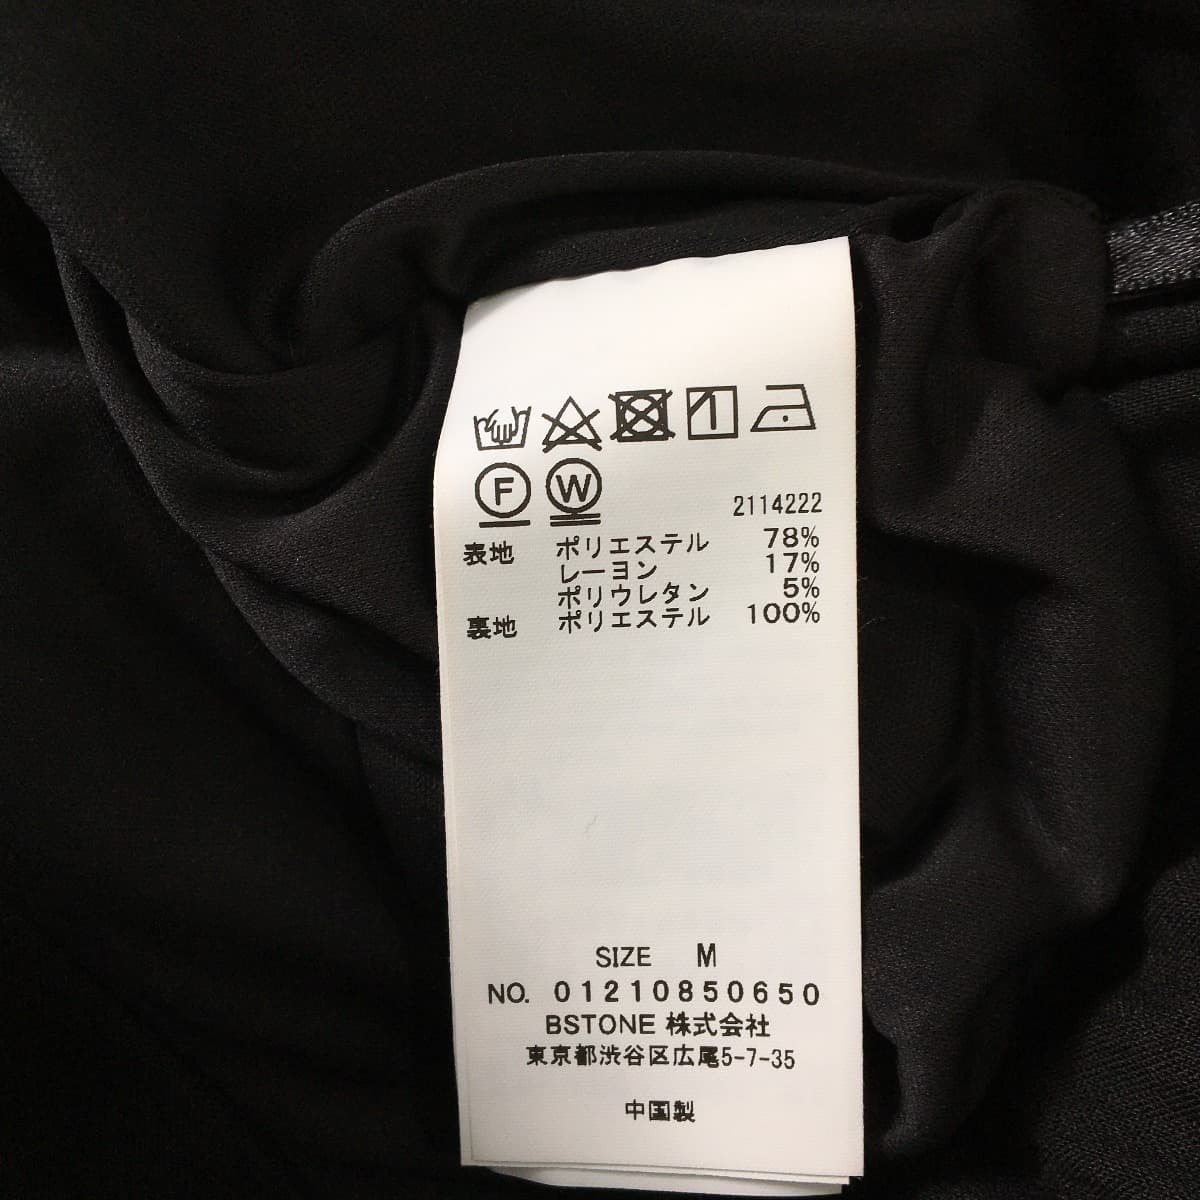 F W
2114222
表地 ポリエステル 78%
レーヨン 17%
ポリウレタン 5%
裏地 ポリエステル 100%
SIZE M
NO. 01210850650
BSTONE 株式会社
東京都渋谷区広尾5-7-35
中国製